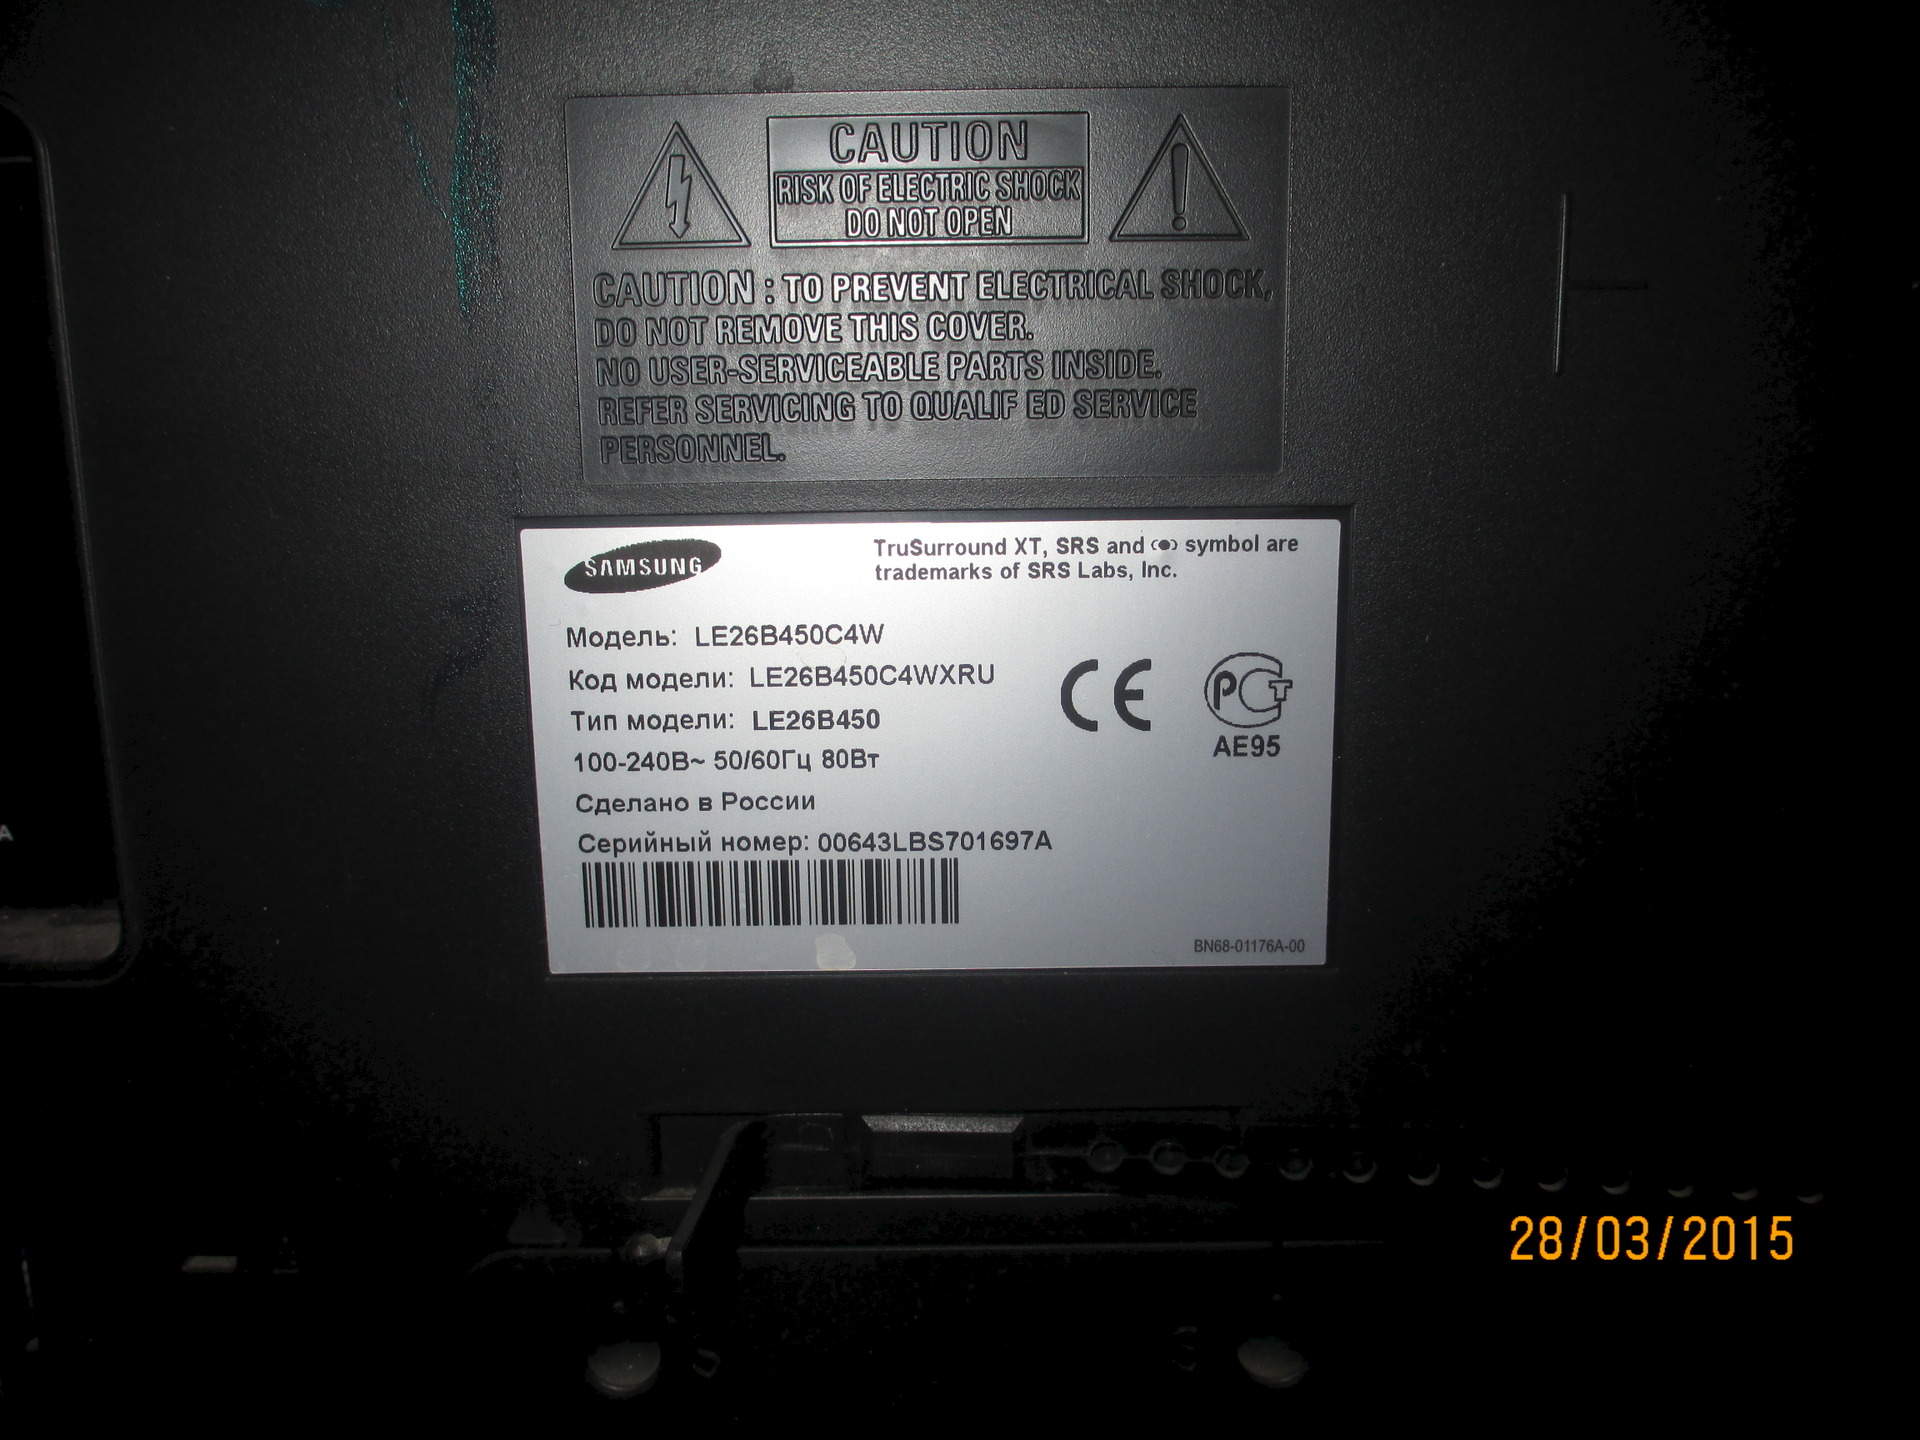 CAUTION
RISK OF ELECTRIC SHOCK
DO NOT OPEN
CAUTION : TO PREVENT ELECTRICAL SHOCK,
DO NOT REMOVE THIS COVER.
NO USER-SERVICEABLE PARTS INSIDE.
REFER SERVICING TO QUALIF ED SERVICE
PERSONNEL.
SAMSUNG
TruSurround XT, SRS and (●) symbol are
trademarks of SRS Labs, Inc.
Модель: LE26B450C4W
Код модели: LE26B450C4WXRU
Тип модели: LE26B450
100-240В~ 50/60Гц 80Вт
Сделано в России
Серийный номер: 00643LBS701697A
CE
РСТ
AE95
BN68-01176A-00
A
28/03/2015